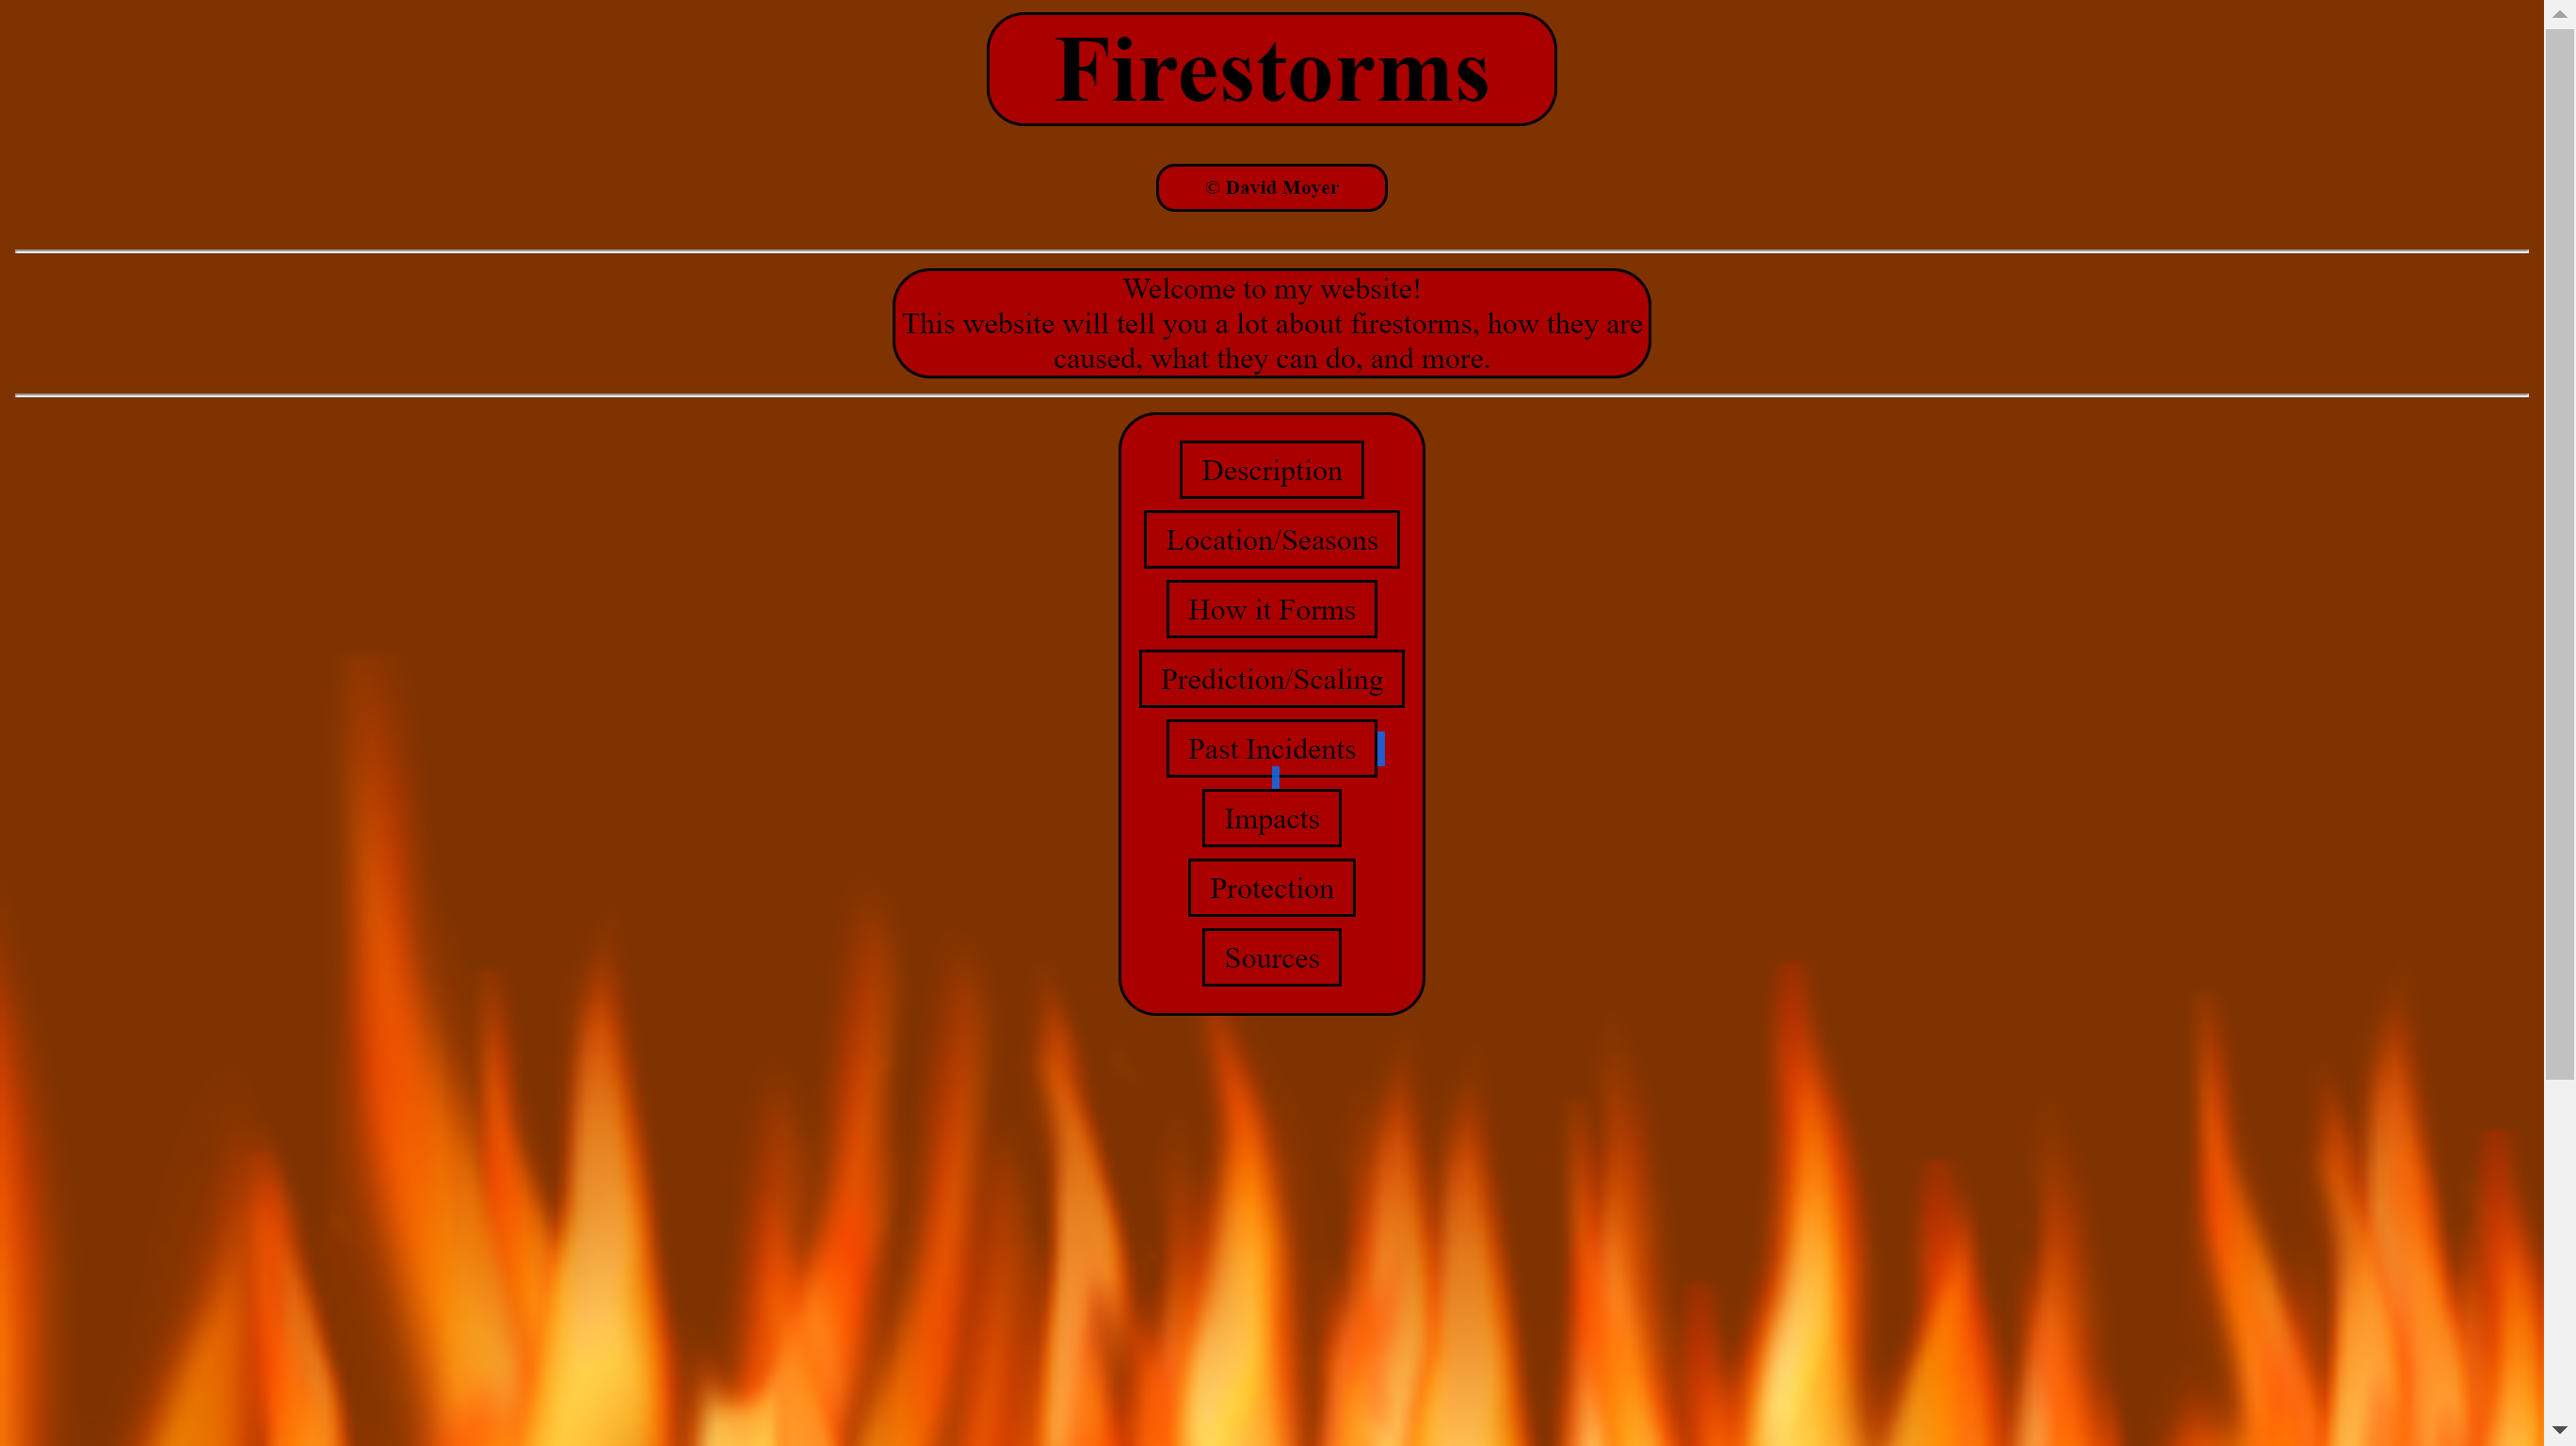 Firestorms
© David Moyer
Welcome to my website!
This website will tell you a lot about firestorms, how they are
caused, what they can do, and more.
Description
Location/Seasons
How it Forms
Prediction/Scaling
Past Incidents
Impacts
Protection
Sources